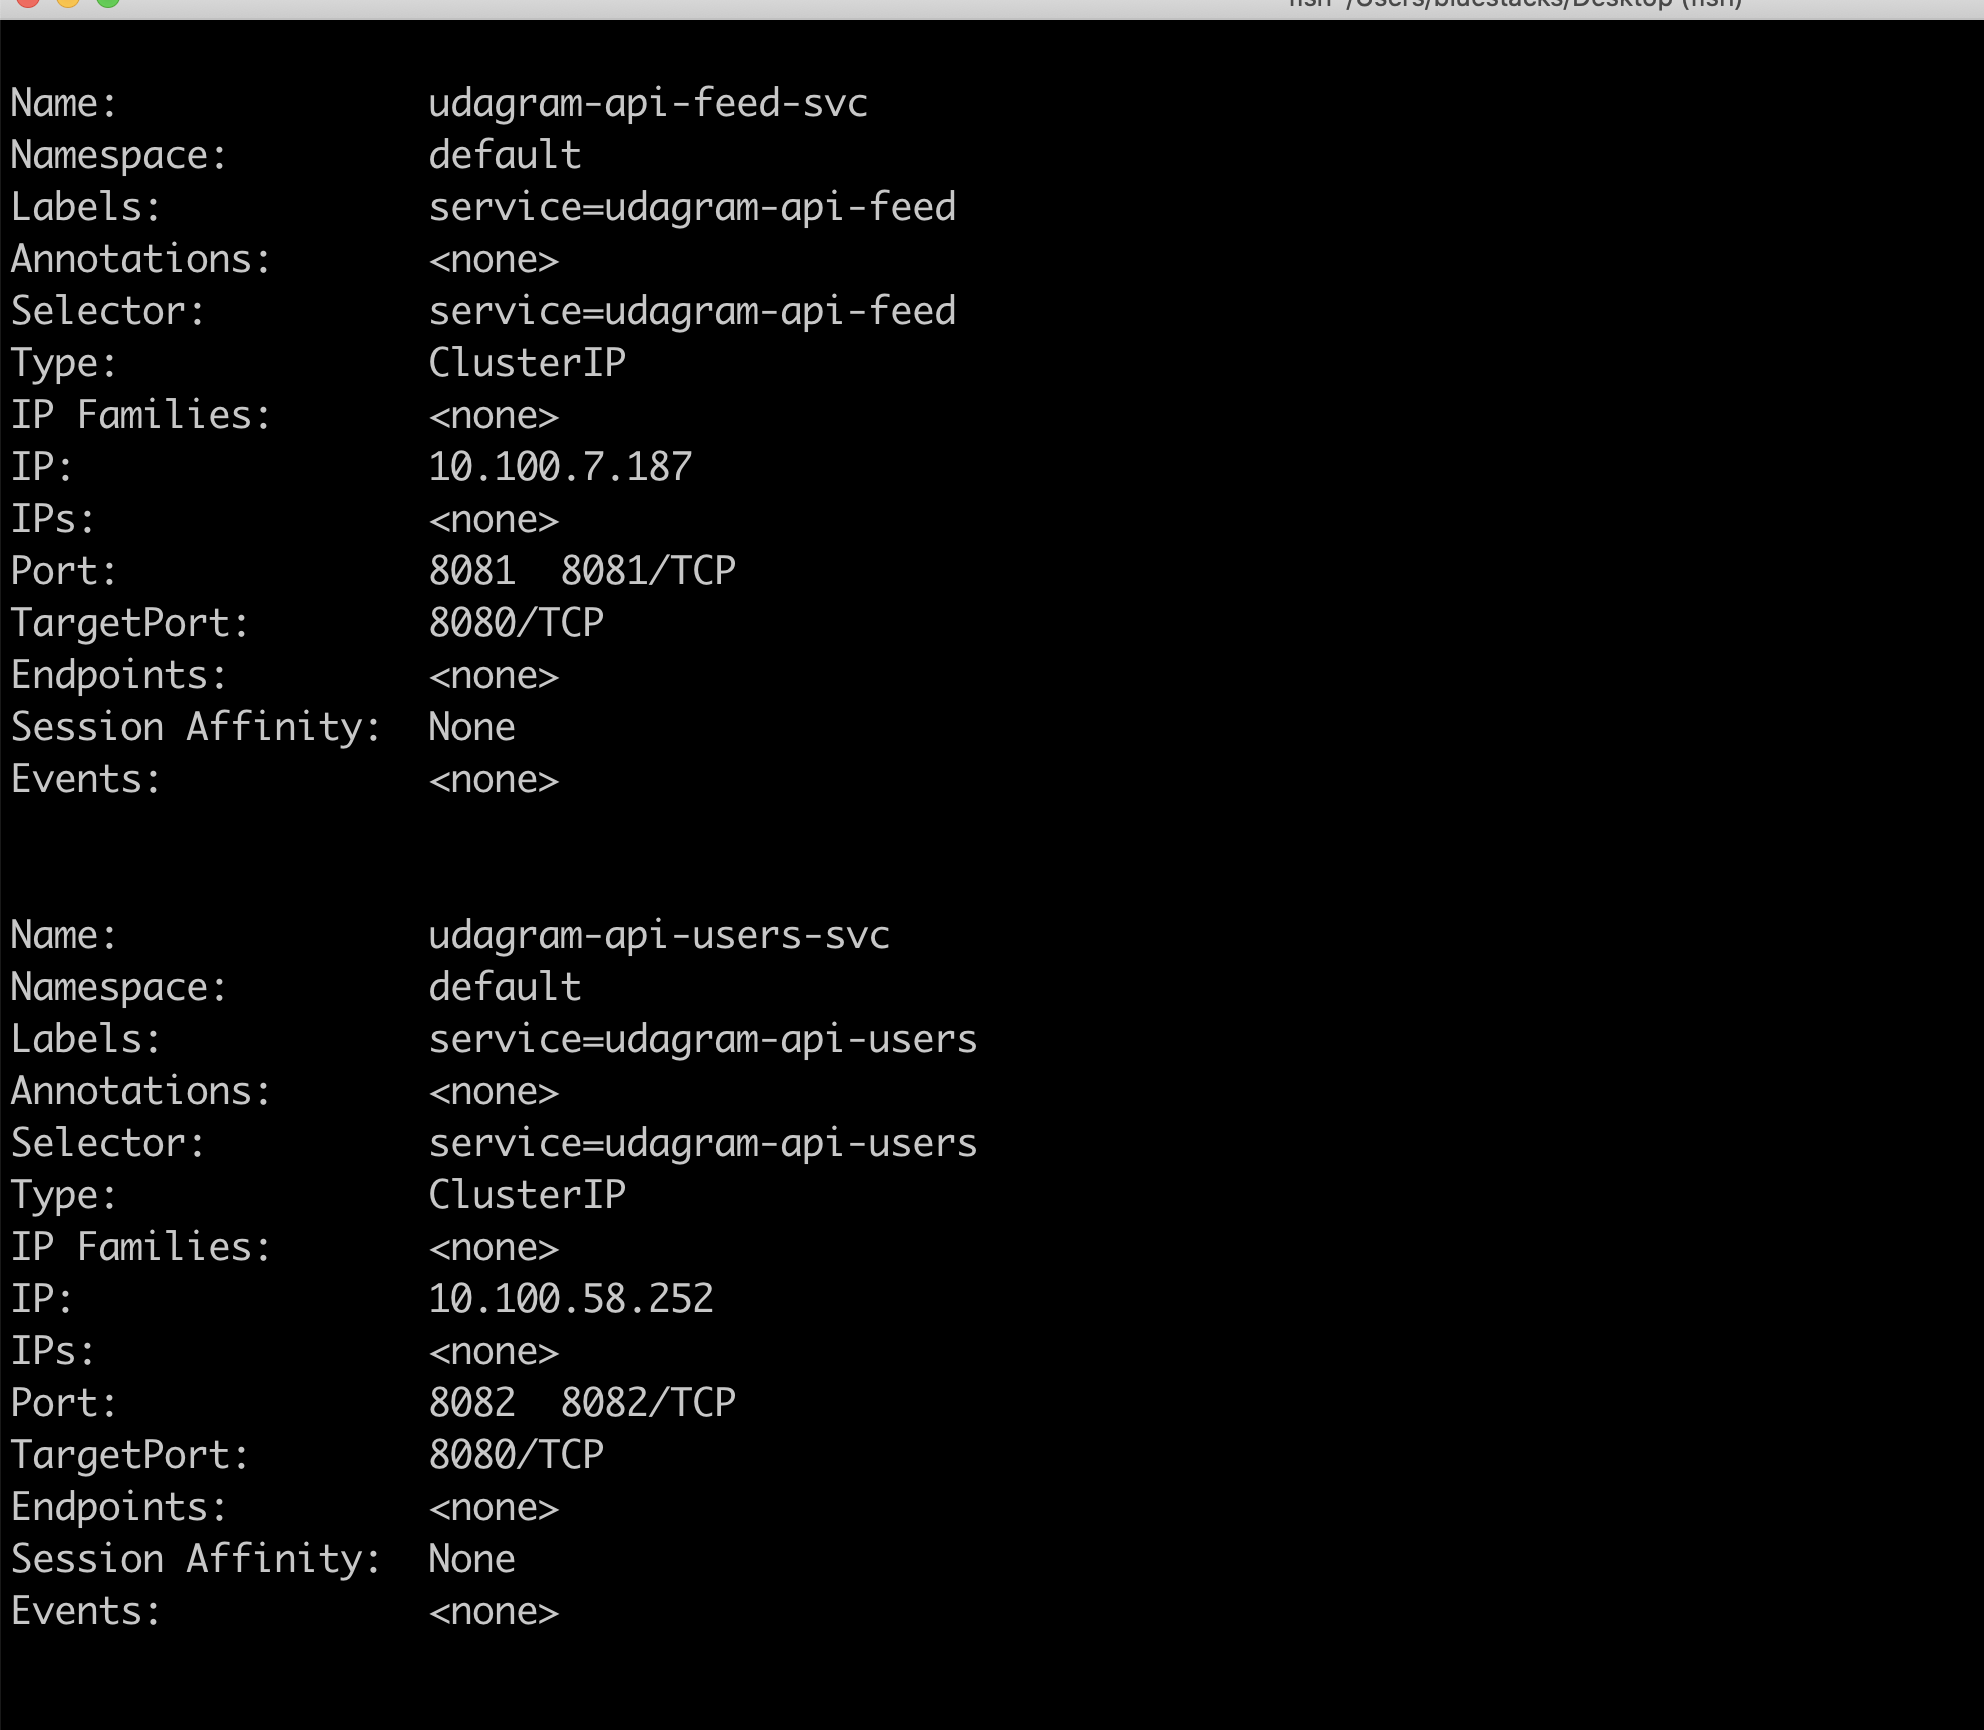 fish /Users/bluestacks/Desktop (fish)
Name: udagram-api-feed-svc
Namespace: default
Labels: service=udagram-api-feed
Annotations: <none>
Selector: service=udagram-api-feed
Type: ClusterIP
IP Families: <none>
IP: 10.100.7.187
IPs: <none>
Port: 8081  8081/TCP
TargetPort: 8080/TCP
Endpoints: <none>
Session Affinity: None
Events: <none>
Name: udagram-api-users-svc
Namespace: default
Labels: service=udagram-api-users
Annotations: <none>
Selector: service=udagram-api-users
Type: ClusterIP
IP Families: <none>
IP: 10.100.58.252
IPs: <none>
Port: 8082  8082/TCP
TargetPort: 8080/TCP
Endpoints: <none>
Session Affinity: None
Events: <none>